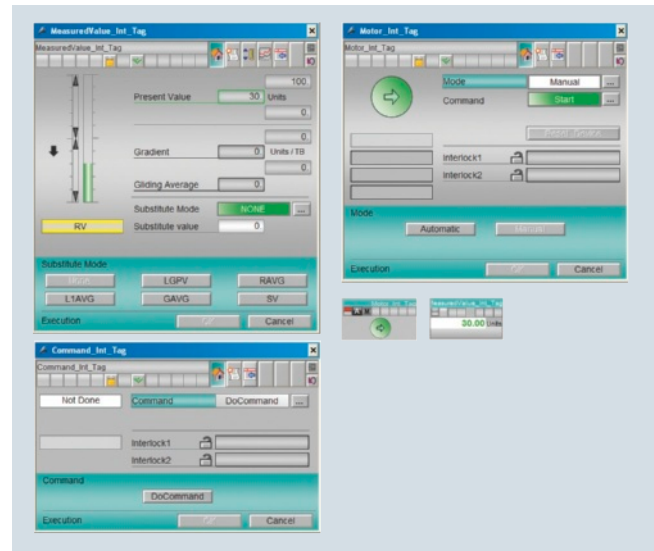 MeasuredValue_Int_Tag
MeasuredValue_Int_Tag
100
Present Value 30 Units
0
0
Gradient 0 Units / TB
0
Gliding Average 0
Substitute Mode NONE ...
RV Substitute value 0
Substitute Mode
LGPV RAVG
L1AVG GAVG SV
Execution Cancel
Motor_Int_Tag
Motor_Int_Tag
Mode Manual ...
Command Start ...
Interlock1
Interlock2
Mode
Automatic Manual
Execution Cancel
Motor_Int_Tag
MeasuredValue_Int_Tag
30.00 Units
Command_Int_Tag
Command_Int_Tag
Not Done Command DoCommand ...
Interlock1
Interlock2
Command
DoCommand
Execution Cancel